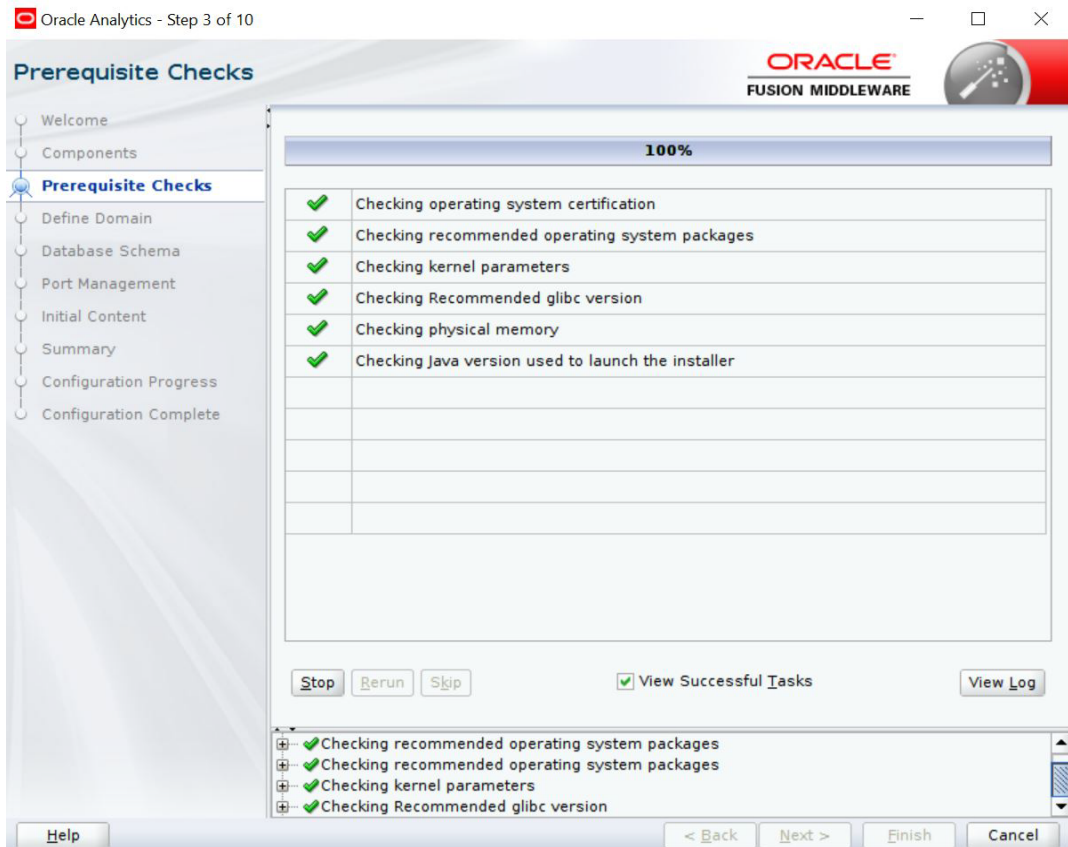 Oracle Analytics - Step 3 of 10
Prerequisite Checks
ORACLE
FUSION MIDDLEWARE
Welcome
Components
Prerequisite Checks
Define Domain
Database Schema
Port Management
Initial Content
Summary
Configuration Progress
Configuration Complete
100%
Checking operating system certification
Checking recommended operating system packages
Checking kernel parameters
Checking Recommended glibc version
Checking physical memory
Checking Java version used to launch the installer
Stop Rerun Skip View Successful Tasks View Log
Checking recommended operating system packages
Checking recommended operating system packages
Checking kernel parameters
Checking Recommended glibc version
Help < Back Next > Finish Cancel